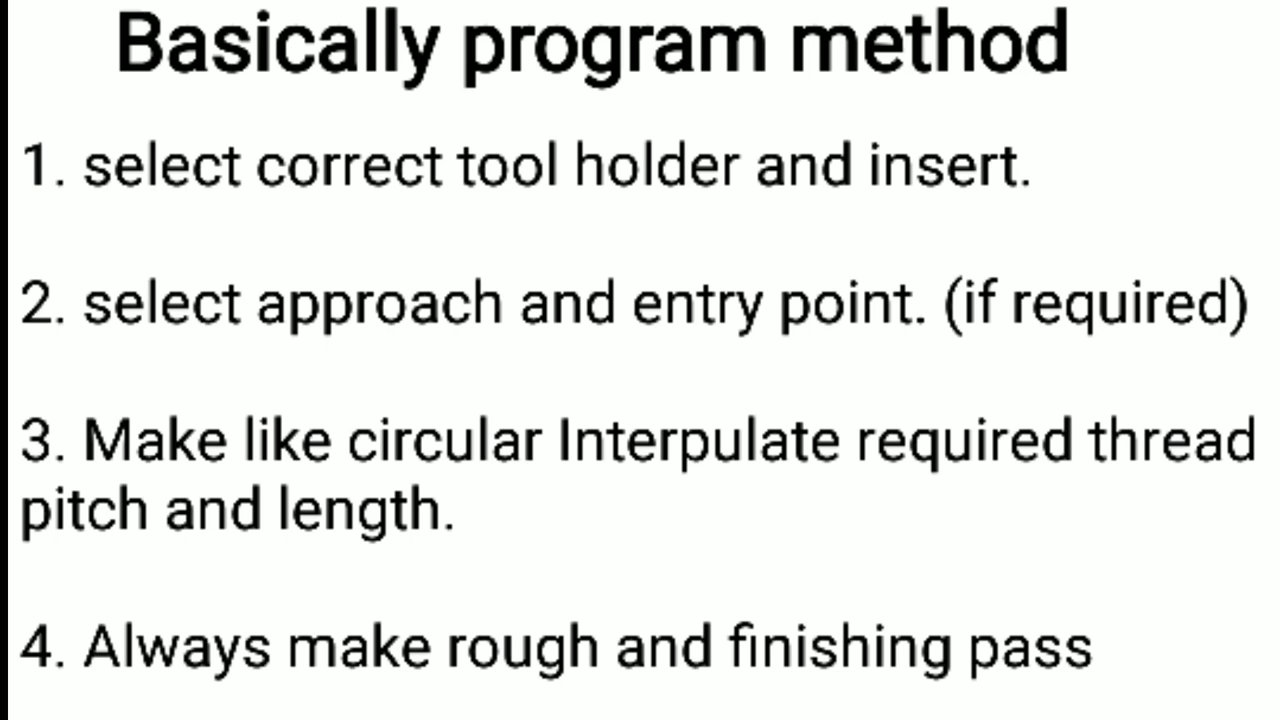 Basically program method
1. select correct tool holder and insert.
2. select approach and entry point. (if required)
3. Make like circular Interpulate required thread
pitch and length.
4. Always make rough and finishing pass